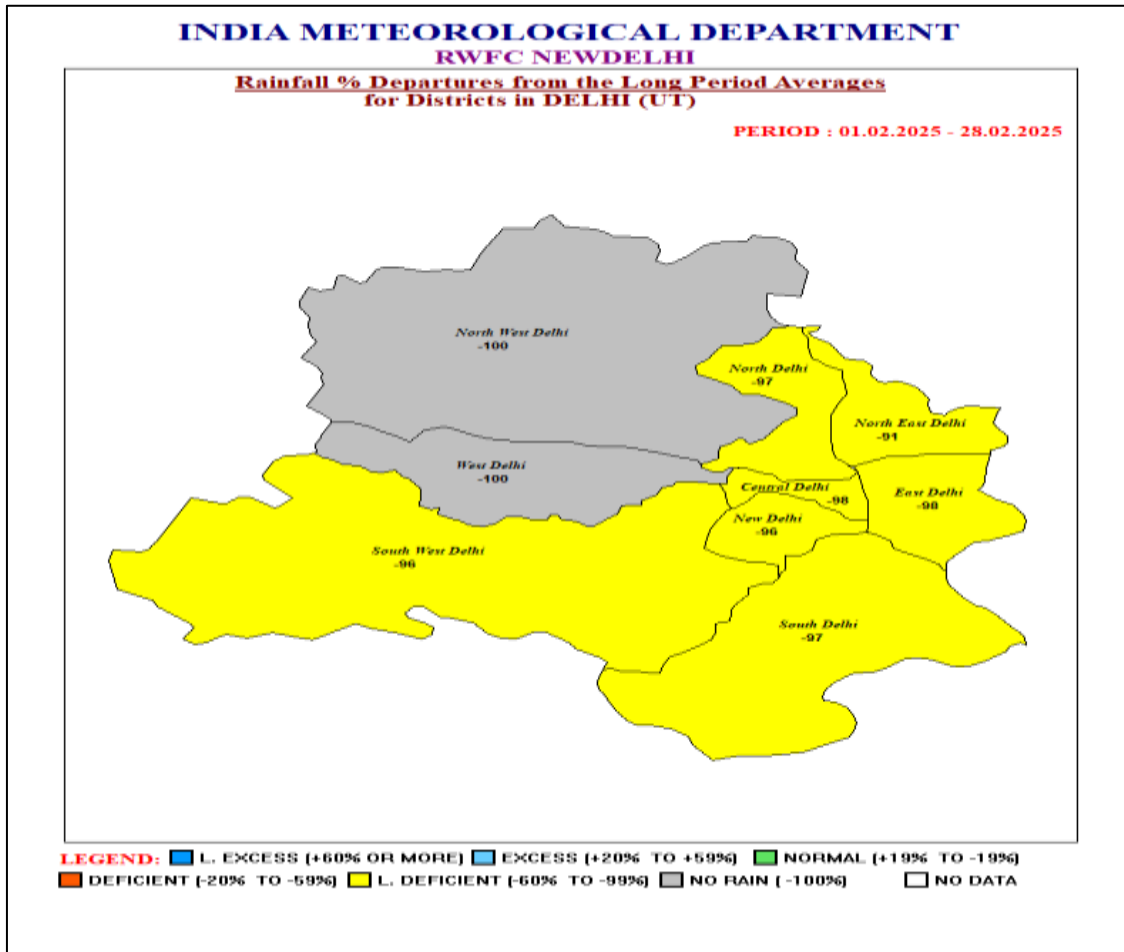 INDIA METEOROLOGICAL DEPARTMENT
RWFC NEWDELHI
Rainfall % Departures from the Long Period Averages
for Districts in DELHI (UT)
PERIOD : 01.02.2025 - 28.02.2025
North West Delhi
-100
North Delhi
-97
North East Delhi
-91
West Delhi
-100
Central Delhi
-98
East Delhi
-98
New Delhi
-96
South West Delhi
-96
South Delhi
-97
LEGEND: L. EXCESS (+60% OR MORE) EXCESS (+20% TO +59%) NORMAL (+19% TO -19%)
DEFICIENT (-20% TO -59%) L. DEFICIENT (-60% TO -99%) NO RAIN ( -100%) NO DATA